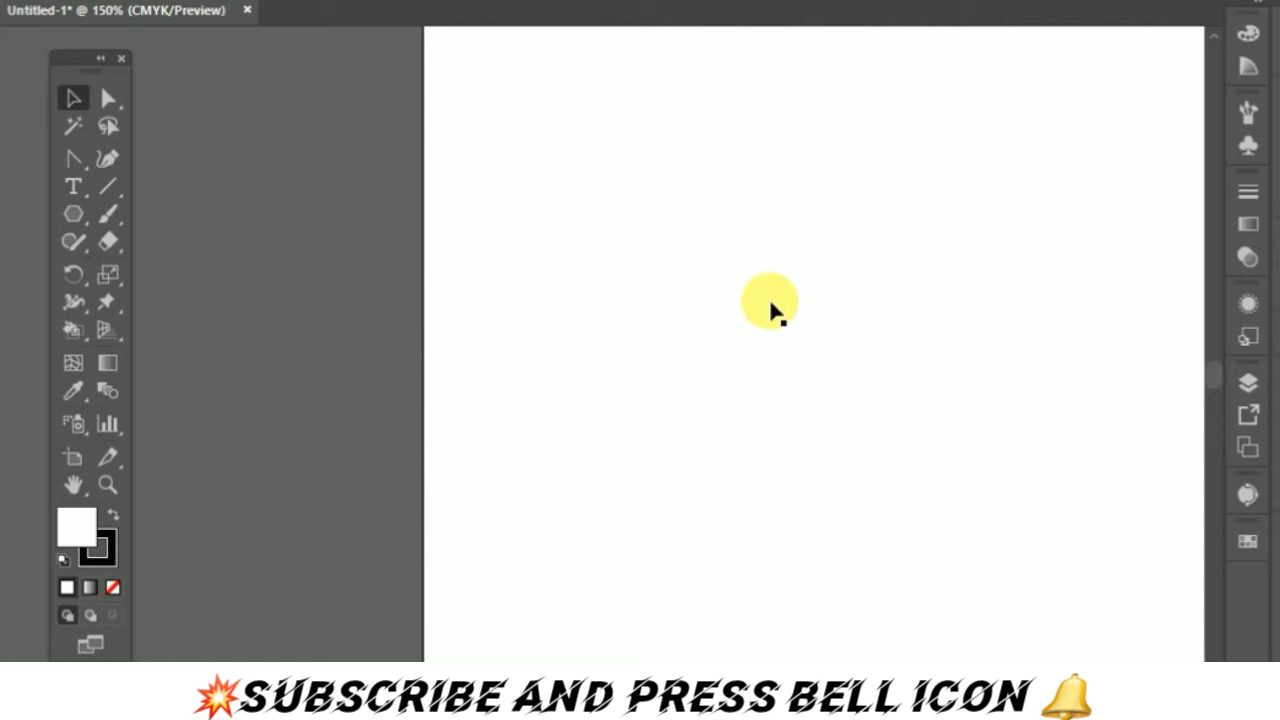 Untitled-1* @ 150% (CMYK/Preview)
SUBSCRIBE AND PRESS BELL ICON